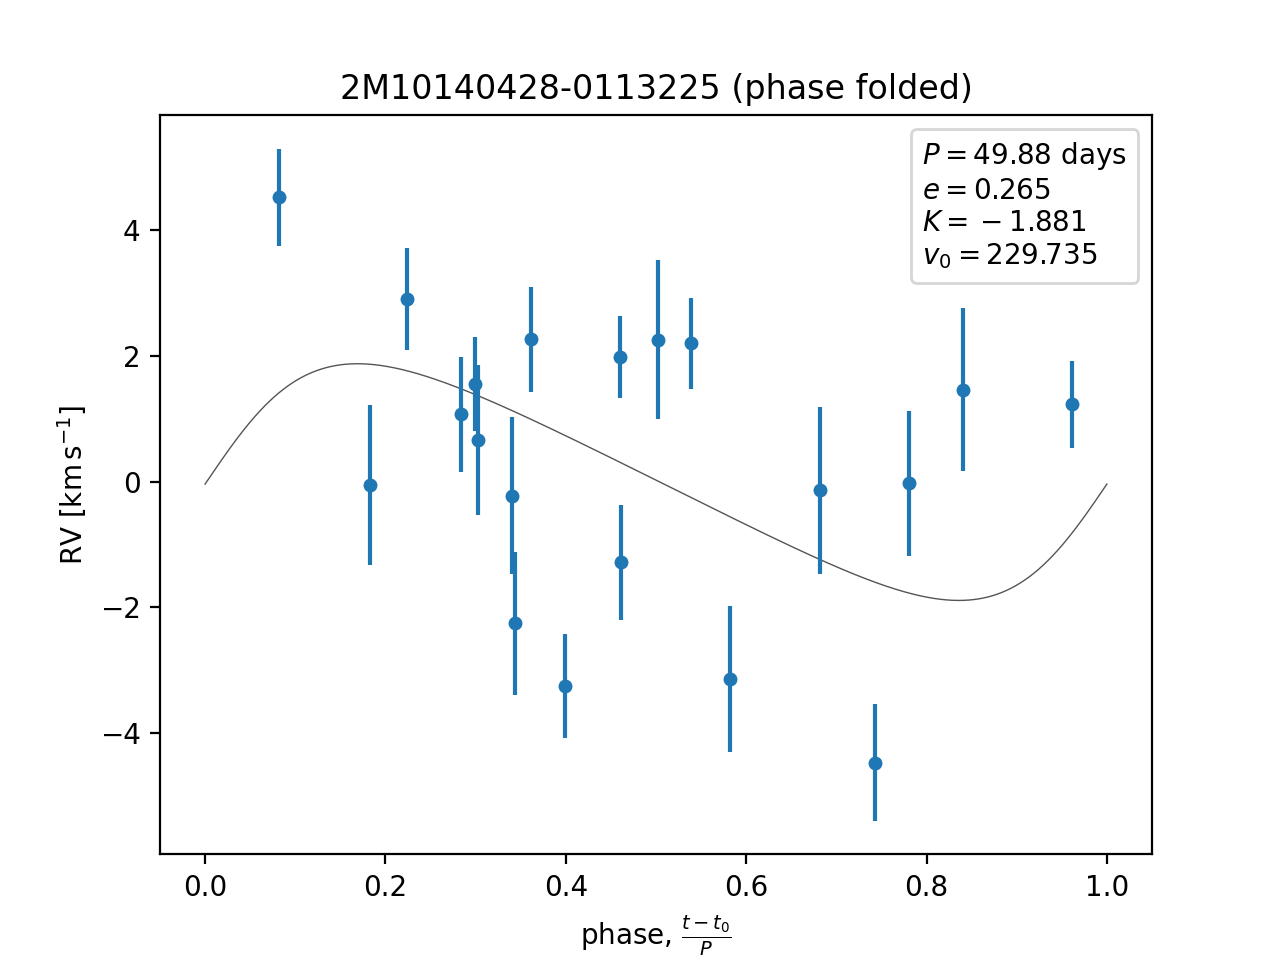 2M10140428-0113225 (phase folded)
P = 49.88 days
e = 0.265
K = −1.881
v₀ = 229.735
RV [km s⁻¹]
4
2
0
−2
−4
0.0 0.2 0.4 0.6 0.8 1.0
phase, (t − t₀)/P